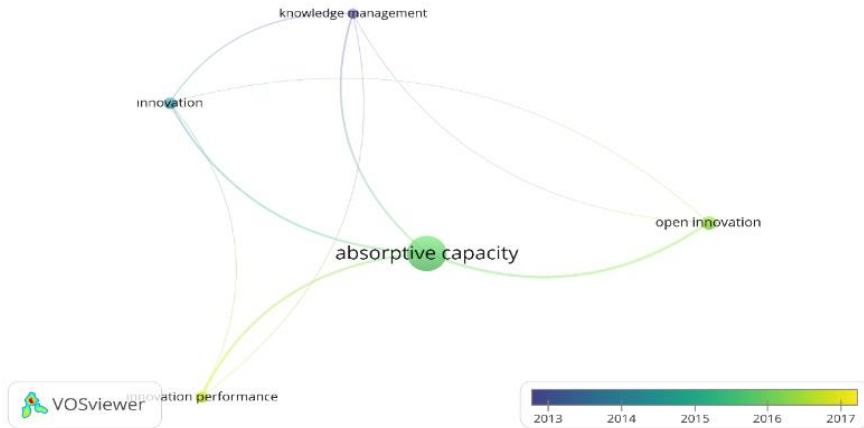 knowledge management
innovation
open innovation
absorptive capacity
innovation performance
VOSviewer
2013 2014 2015 2016 2017